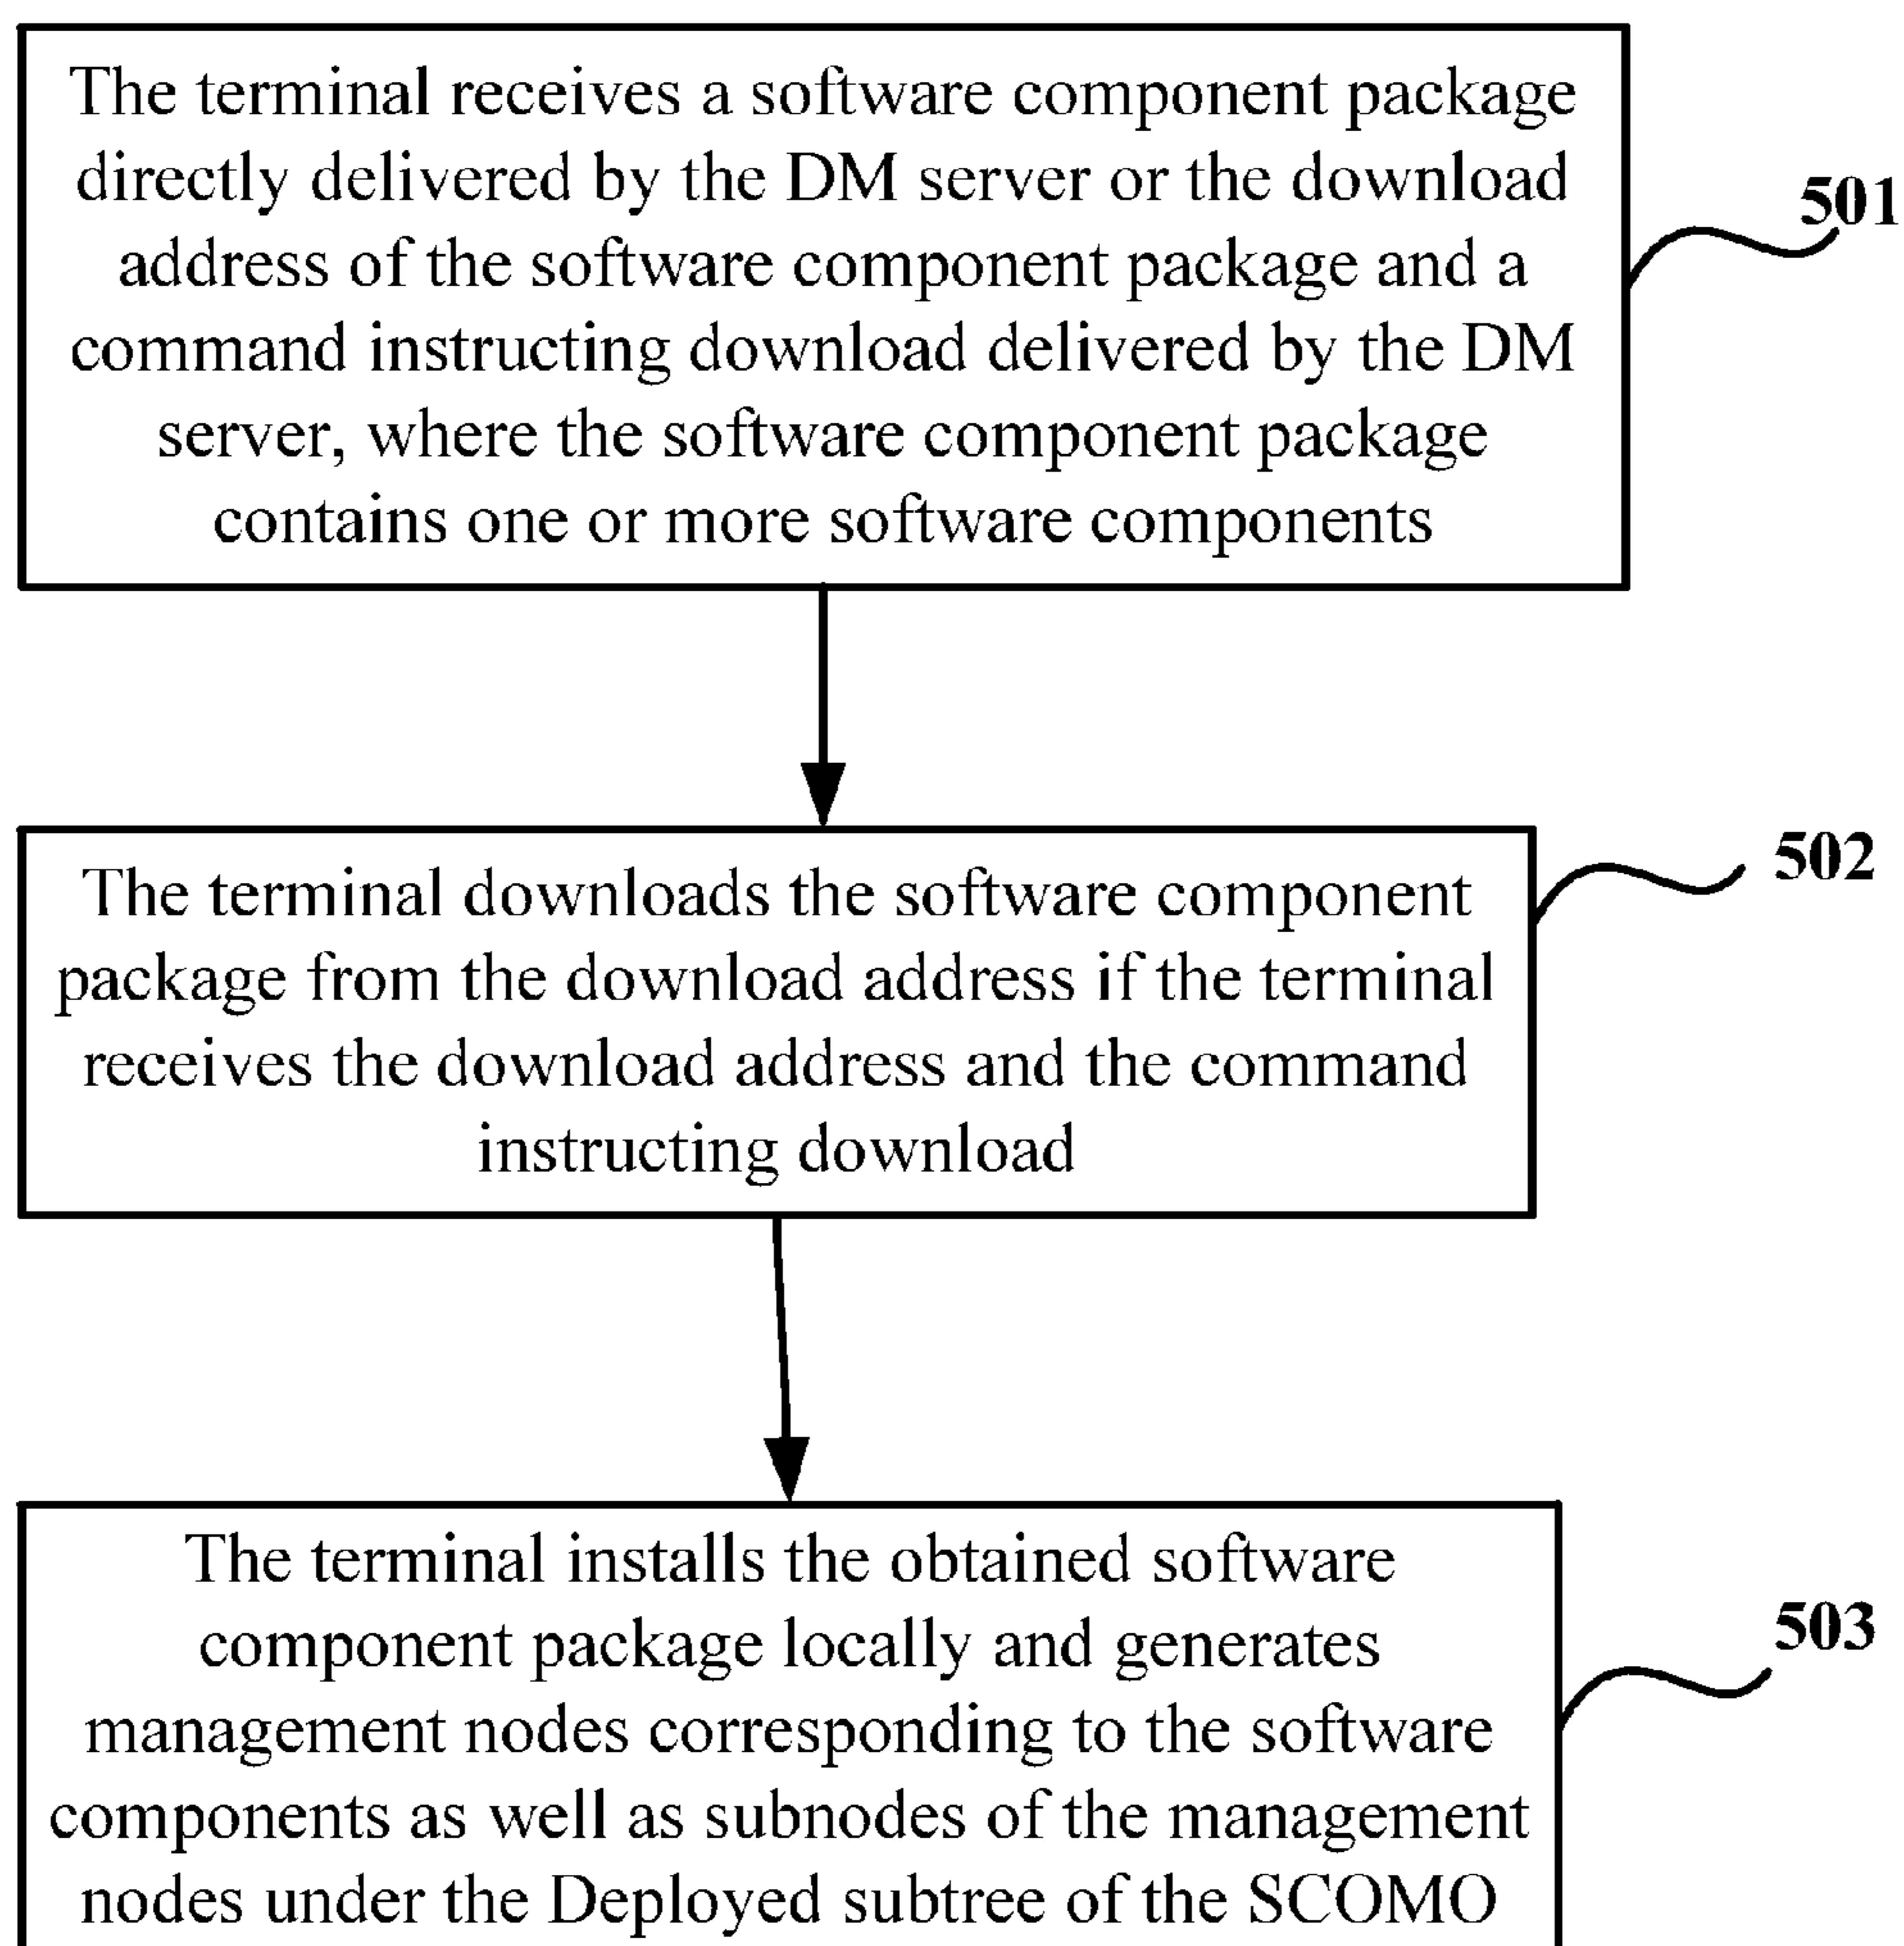 The terminal receives a software component package
directly delivered by the DM server or the download
address of the software component package and a
command instructing download delivered by the DM
server, where the software component package
contains one or more software components
501
The terminal downloads the software component
package from the download address if the terminal
receives the download address and the command
instructing download
502
The terminal installs the obtained software
component package locally and generates
management nodes corresponding to the software
components as well as subnodes of the management
nodes under the Deployed subtree of the SCOMO
503